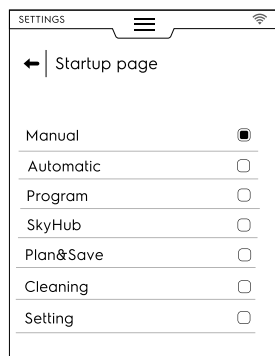 SETTINGS
Startup page
Manual
Automatic
Program
SkyHub
Plan&Save
Cleaning
Setting